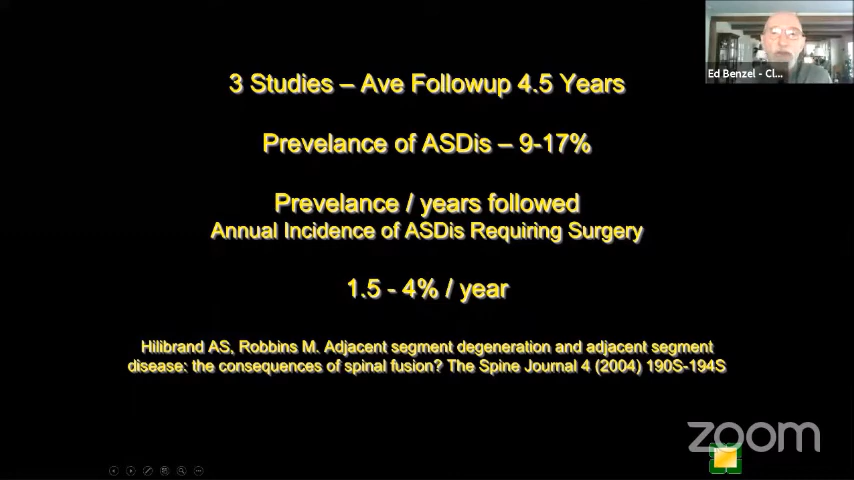 Ed Benzel - Cl...
3 Studies – Ave Followup 4.5 Years
Prevelance of ASDis – 9-17%
Prevelance / years followed
Annual Incidence of ASDis Requiring Surgery
1.5 - 4% / year
Hilibrand AS, Robbins M. Adjacent segment degeneration and adjacent segment
disease: the consequences of spinal fusion? The Spine Journal 4 (2004) 190S-194S
zoom